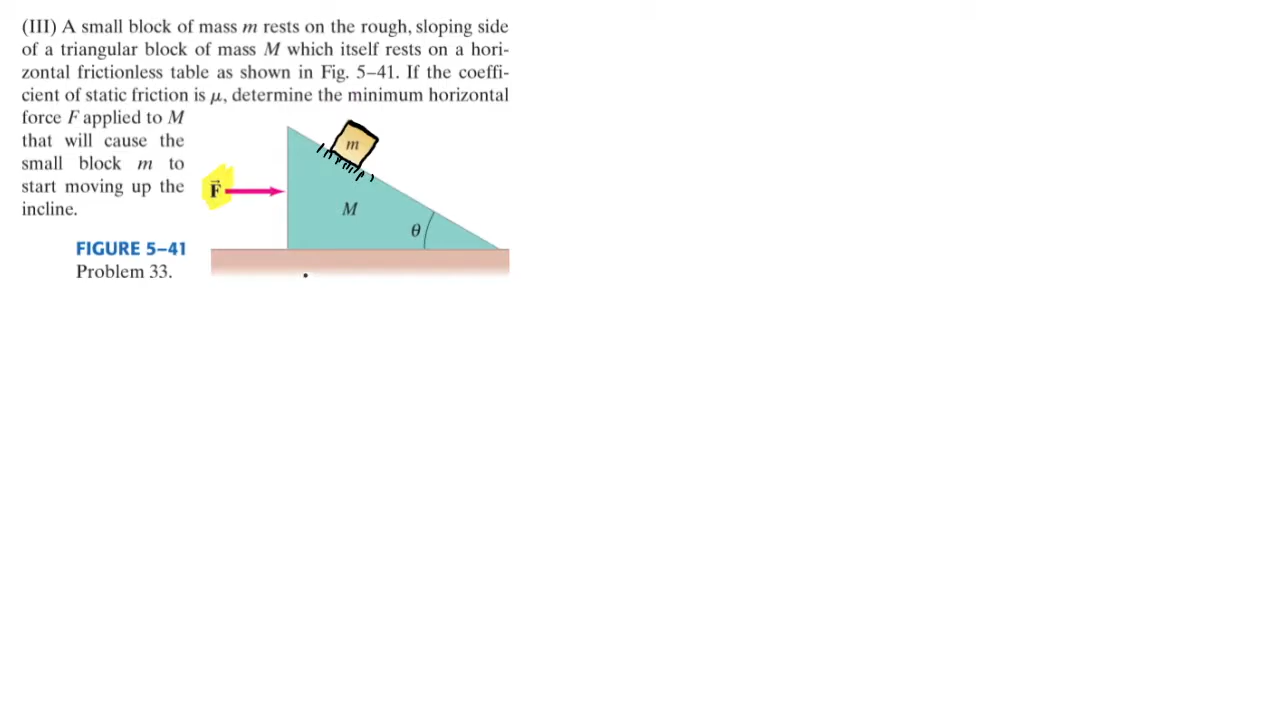 (III) A small block of mass m rests on the rough, sloping side
of a triangular block of mass M which itself rests on a hori-
zontal frictionless table as shown in Fig. 5–41. If the coeffi-
cient of static friction is μ, determine the minimum horizontal
force F applied to M
that will cause the
small block m to
start moving up the
incline.
FIGURE 5–41
Problem 33.
m
F
M
θ